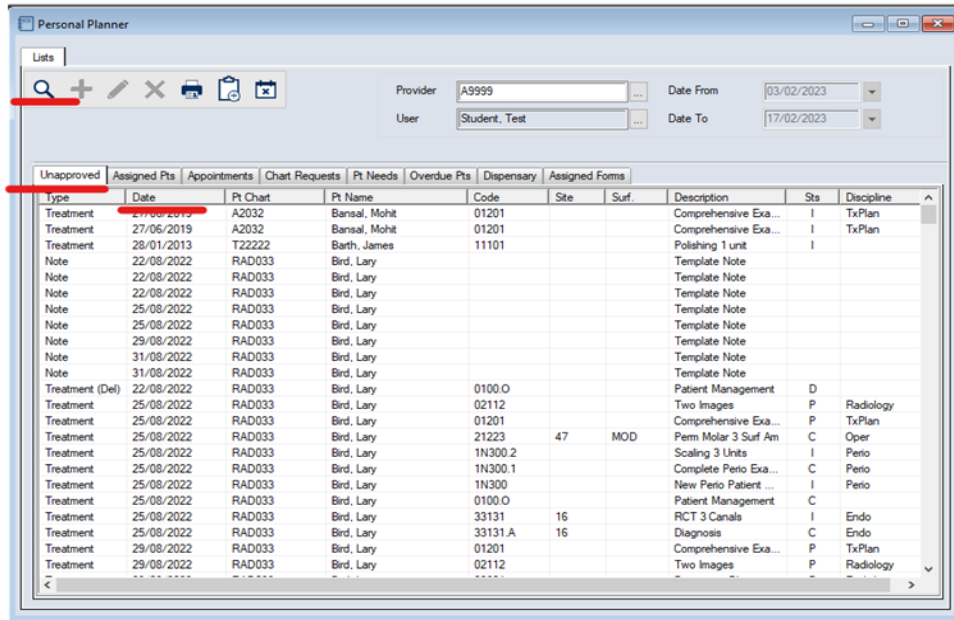 Personal Planner
Lists
Provider A9999 ... Date From 03/02/2023
User Student, Test ... Date To 17/02/2023
Unapproved Assigned Pts Appointments Chart Requests Pt Needs Overdue Pts Dispensary Assigned Forms
Type Date Pt Chart Pt Name Code Site Surf. Description Sts Discipline
Treatment 27/06/2019 A2032 Bansal, Mohit 01201 Comprehensive Exa... I TxPlan
Treatment 27/06/2019 A2032 Bansal, Mohit 01201 Comprehensive Exa... I TxPlan
Treatment 28/01/2013 T22222 Barth, James 11101 Polishing 1 unit I
Note 22/08/2022 RAD033 Bird, Lary Template Note
Note 22/08/2022 RAD033 Bird, Lary Template Note
Note 22/08/2022 RAD033 Bird, Lary Template Note
Note 25/08/2022 RAD033 Bird, Lary Template Note
Note 25/08/2022 RAD033 Bird, Lary Template Note
Note 29/08/2022 RAD033 Bird, Lary Template Note
Note 31/08/2022 RAD033 Bird, Lary Template Note
Note 31/08/2022 RAD033 Bird, Lary Template Note
Treatment (Del) 22/08/2022 RAD033 Bird, Lary 0100.O Patient Management D
Treatment 25/08/2022 RAD033 Bird, Lary 02112 Two Images P Radiology
Treatment 25/08/2022 RAD033 Bird, Lary 01201 Comprehensive Exa... P TxPlan
Treatment 25/08/2022 RAD033 Bird, Lary 21223 47 MOD Perm Molar 3 Surf Am C Oper
Treatment 25/08/2022 RAD033 Bird, Lary 1N300.2 Scaling 3 Units I Perio
Treatment 25/08/2022 RAD033 Bird, Lary 1N300.1 Complete Perio Exa... C Perio
Treatment 25/08/2022 RAD033 Bird, Lary 1N300 New Perio Patient ... I Perio
Treatment 25/08/2022 RAD033 Bird, Lary 0100.O Patient Management C
Treatment 25/08/2022 RAD033 Bird, Lary 33131 16 RCT 3 Canals I Endo
Treatment 25/08/2022 RAD033 Bird, Lary 33131.A 16 Diagnosis C Endo
Treatment 29/08/2022 RAD033 Bird, Lary 01201 Comprehensive Exa... P TxPlan
Treatment 29/08/2022 RAD033 Bird, Lary 02112 Two Images P Radiology